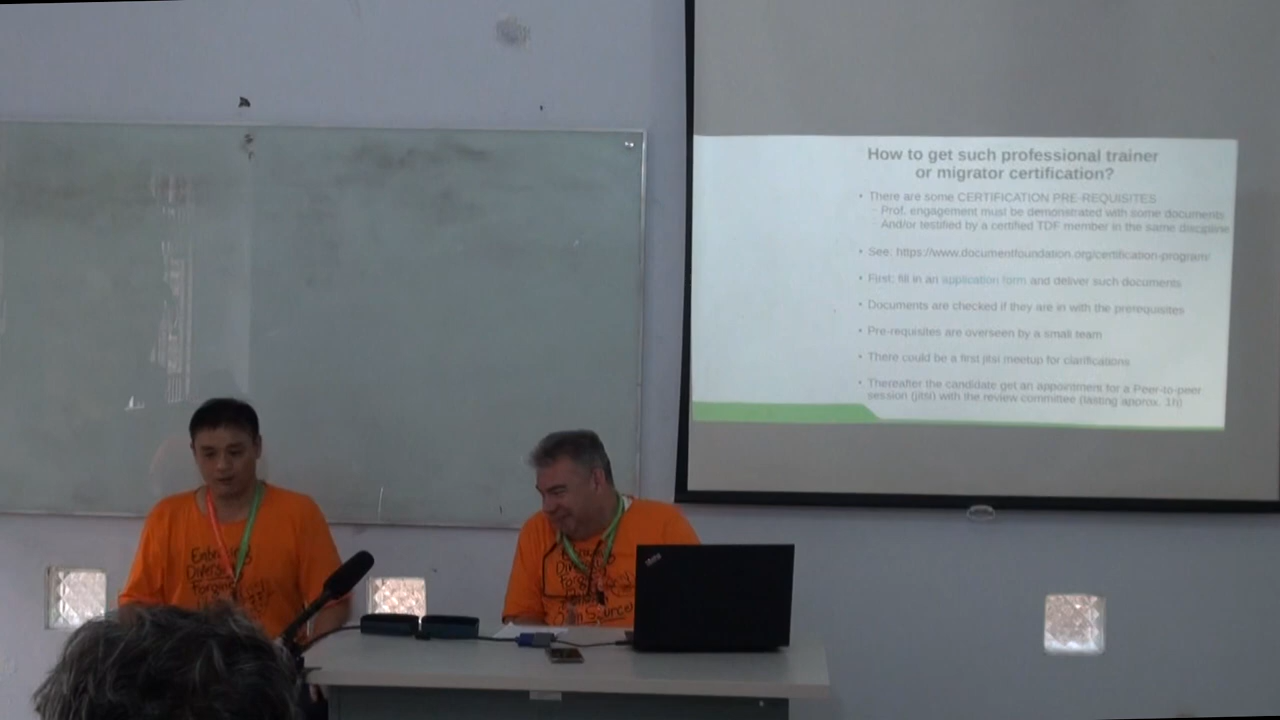 How to get such professional trainer
or migrator certification?
• There are some CERTIFICATION PRE-REQUISITES
– Prof. engagement must be demonstrated with some documents
– And/or testified by a certified TDF member in the same discipline
• See: https://www.documentfoundation.org/certification-program/
• First: fill in an application form and deliver such documents
• Documents are checked if they are in with the prerequisites
• Pre-requisites are overseen by a small team
• There could be a first jitsi meetup for clarifications
• Thereafter the candidate get an appointment for a Peer-to-peer
session (jitsi) with the review committee (lasting approx. 1h)
Source